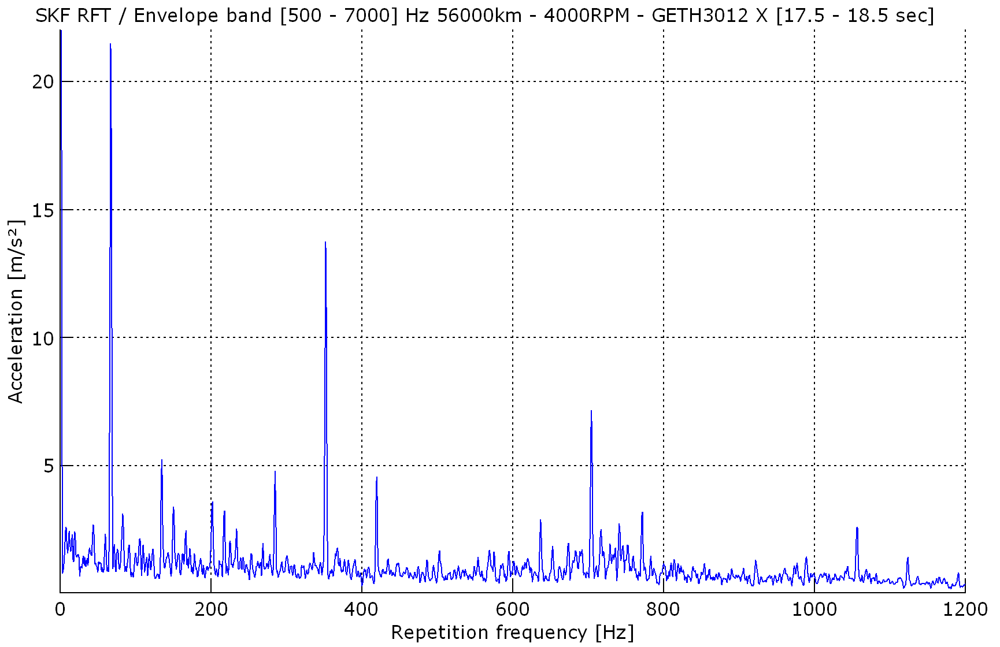 SKF RFT / Envelope band [500 - 7000] Hz 56000km - 4000RPM - GETH3012 X [17.5 - 18.5 sec]
20
15
10
5
Acceleration [m/s²]
0 200 400 600 800 1000 1200
Repetition frequency [Hz]